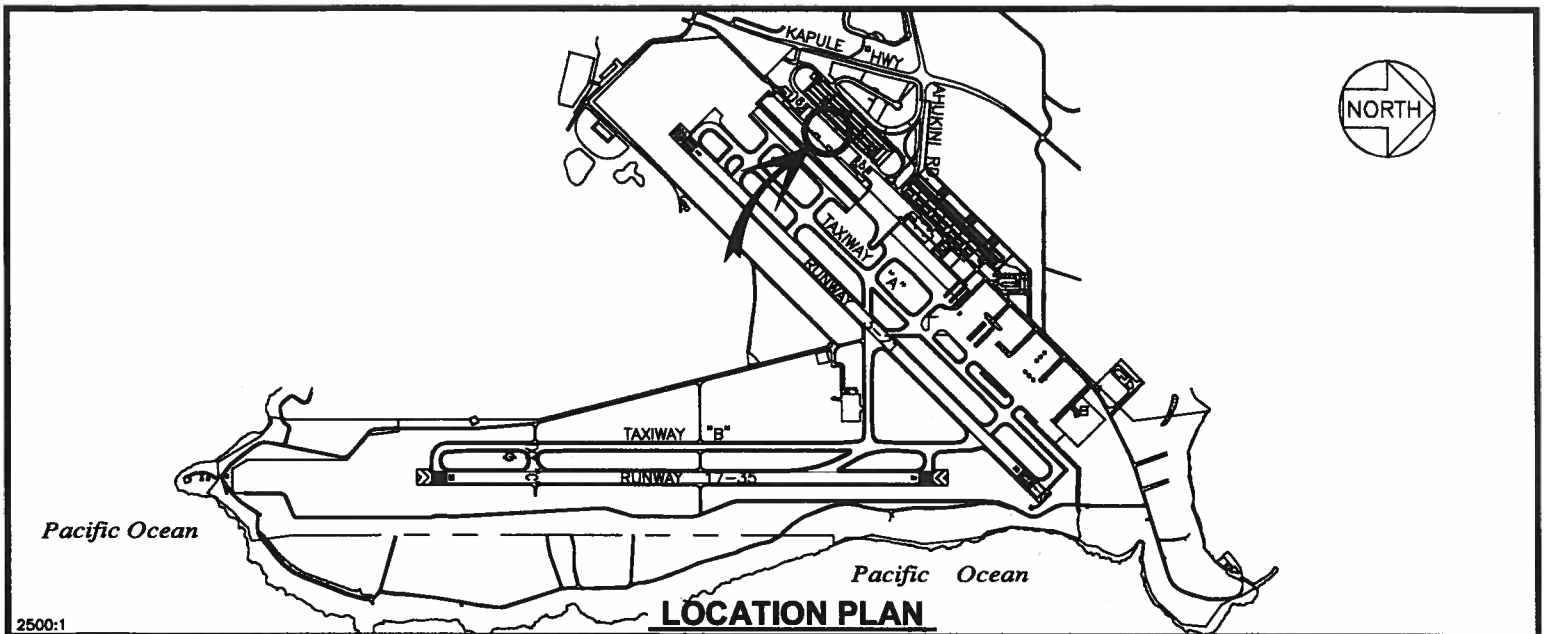 KAPULE HWY
AHUKINI RD
NORTH
TAXIWAY "A"
RUNWAY
TAXIWAY "B"
RUNWAY 17-35
Pacific Ocean
Pacific Ocean
LOCATION PLAN
2500:1